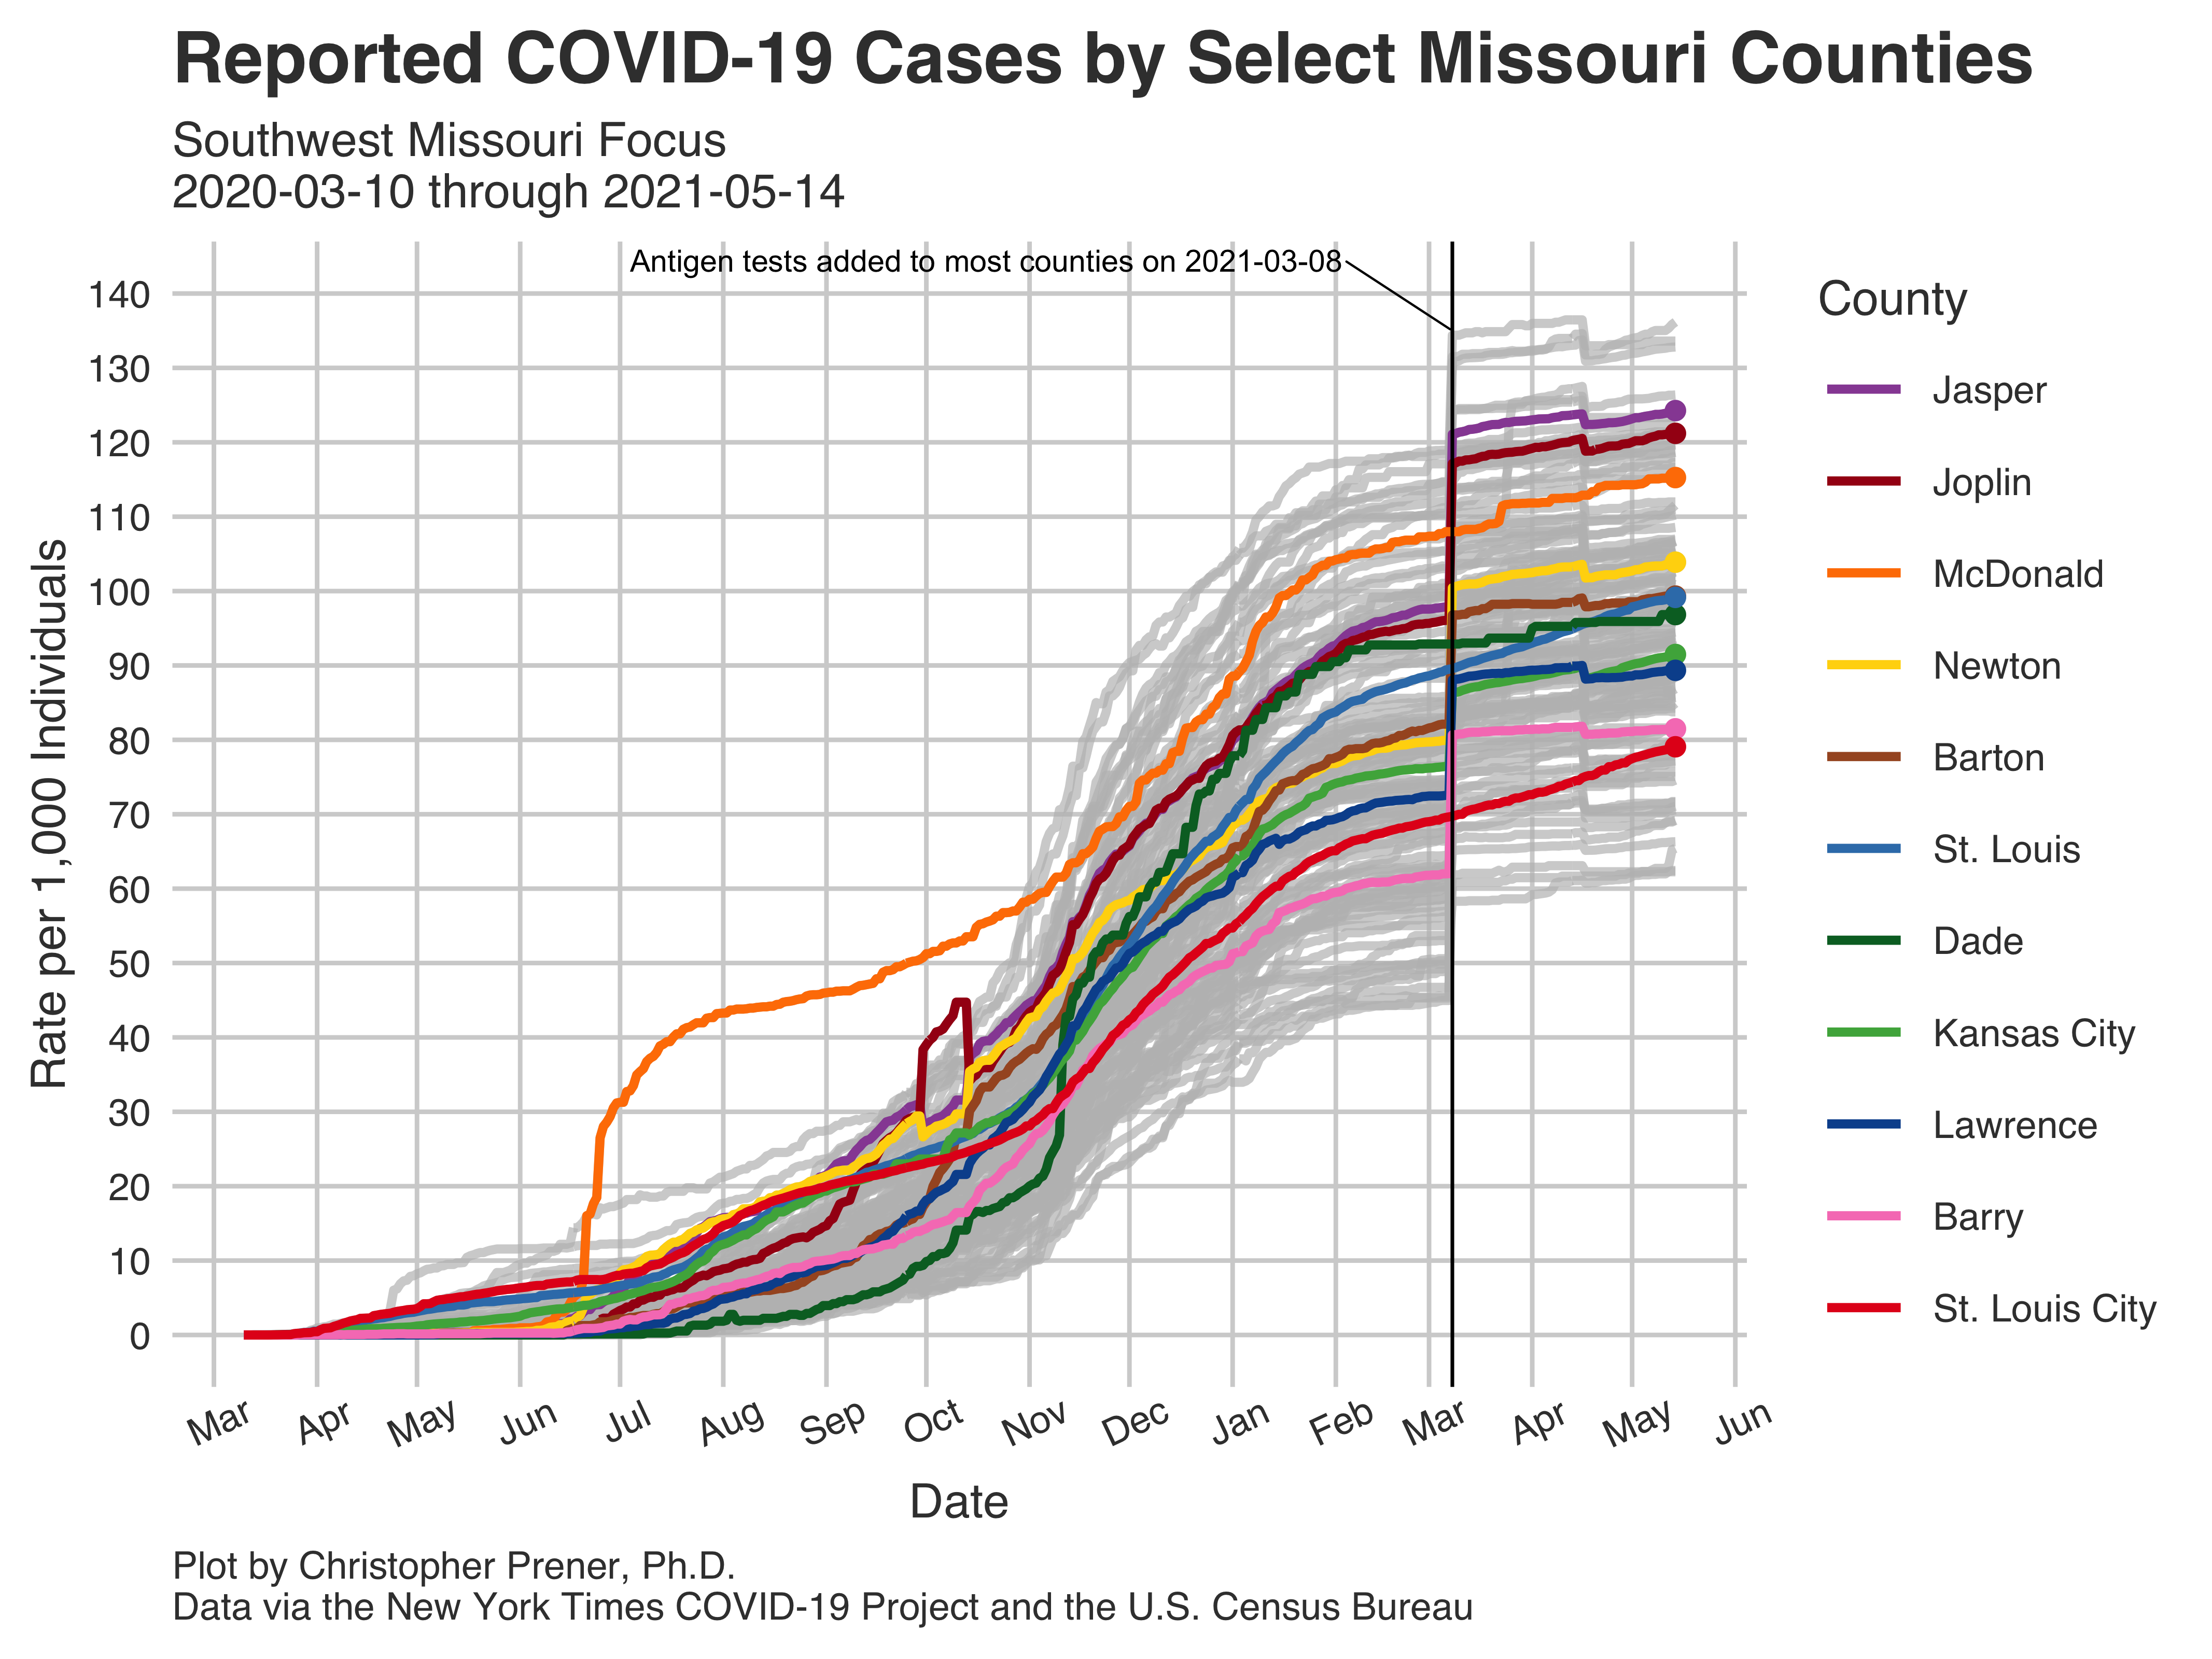 Reported COVID-19 Cases by Select Missouri Counties
Southwest Missouri Focus
2020-03-10 through 2021-05-14
Antigen tests added to most counties on 2021-03-08
140
130
120
110
100
90
80
70
60
50
40
30
20
10
0
Rate per 1,000 Individuals
Mar Apr May Jun Jul Aug Sep Oct Nov Dec Jan Feb Mar Apr May Jun
Date
County
Jasper
Joplin
McDonald
Newton
Barton
St. Louis
Dade
Kansas City
Lawrence
Barry
St. Louis City
Plot by Christopher Prener, Ph.D.
Data via the New York Times COVID-19 Project and the U.S. Census Bureau